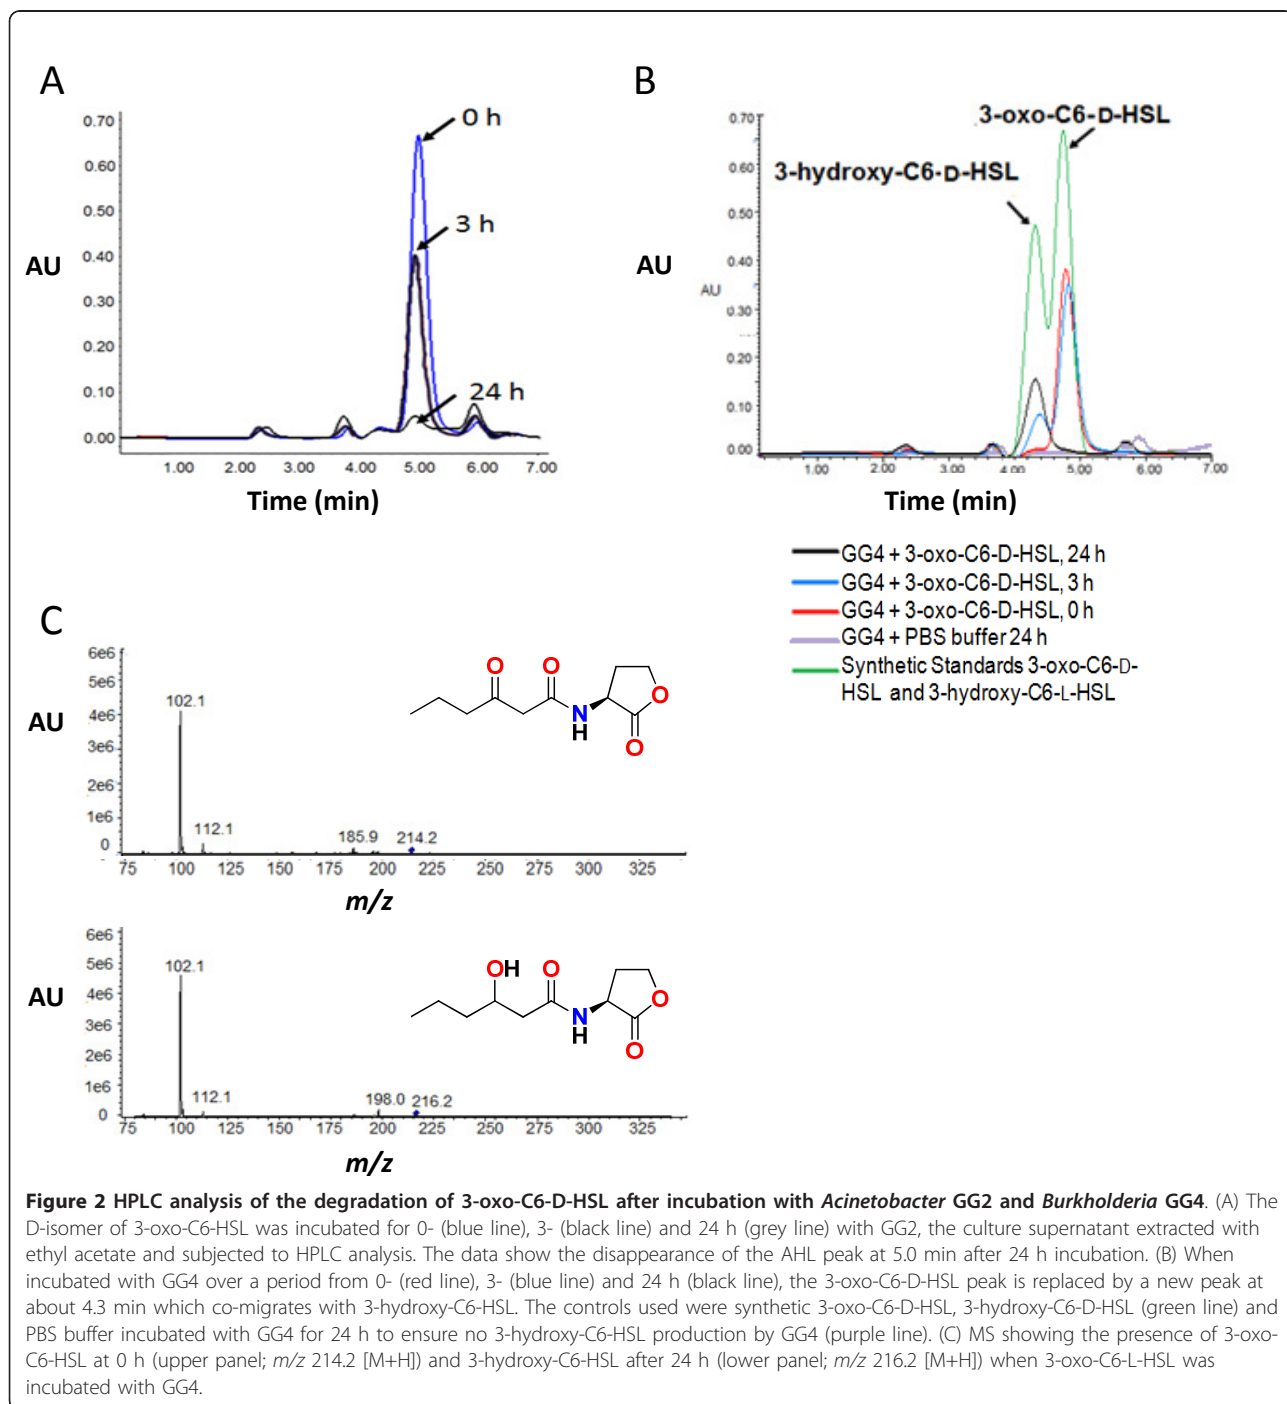 A
0.70
0.60
0.50
0.40
0.30
0.20
0.10
0.00
AU
0 h
3 h
24 h
1.00 2.00 3.00 4.00 5.00 6.00 7.00
Time (min)
B
3-oxo-C6-D-HSL
3-hydroxy-C6-D-HSL
0.70
0.60
0.50
0.40
0.30
0.20
0.10
0.00
AU
AU
1.00 2.00 3.00 4.00 5.00 6.00 7.00
Time (min)
GG4 + 3-oxo-C6-D-HSL, 24 h
GG4 + 3-oxo-C6-D-HSL, 3 h
GG4 + 3-oxo-C6-D-HSL, 0 h
GG4 + PBS buffer 24 h
Synthetic Standards 3-oxo-C6-D-
HSL and 3-hydroxy-C6-L-HSL
C
6e6
5e6
4e6
3e6
2e6
1e6
0
AU
102.1
112.1
185.9
214.2
O O
O
N
H
O
75 100 125 150 175 200 225 250 275 300 325
m/z
6e6
5e6
4e6
3e6
2e6
1e6
0
AU
102.1
112.1
198.0
216.2
OH O
O
N
H
O
75 100 125 150 175 200 225 250 275 300 325
m/z
Figure 2 HPLC analysis of the degradation of 3-oxo-C6-D-HSL after incubation with Acinetobacter GG2 and Burkholderia GG4. (A) The
D-isomer of 3-oxo-C6-HSL was incubated for 0- (blue line), 3- (black line) and 24 h (grey line) with GG2, the culture supernatant extracted with
ethyl acetate and subjected to HPLC analysis. The data show the disappearance of the AHL peak at 5.0 min after 24 h incubation. (B) When
incubated with GG4 over a period from 0- (red line), 3- (blue line) and 24 h (black line), the 3-oxo-C6-D-HSL peak is replaced by a new peak at
about 4.3 min which co-migrates with 3-hydroxy-C6-HSL. The controls used were synthetic 3-oxo-C6-D-HSL, 3-hydroxy-C6-D-HSL (green line) and
PBS buffer incubated with GG4 for 24 h to ensure no 3-hydroxy-C6-HSL production by GG4 (purple line). (C) MS showing the presence of 3-oxo-
C6-HSL at 0 h (upper panel; m/z 214.2 [M+H]) and 3-hydroxy-C6-HSL after 24 h (lower panel; m/z 216.2 [M+H]) when 3-oxo-C6-L-HSL was
incubated with GG4.